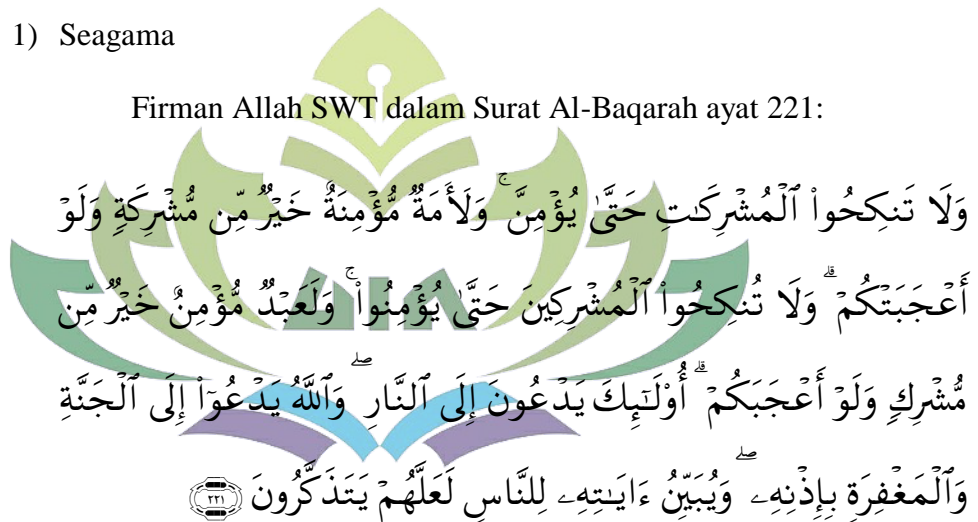 1) Seagama
Firman Allah SWT dalam Surat Al-Baqarah ayat 221:
وَلَا تَنكِحُوا۟ ٱلْمُشْرِكَـٰتِ حَتَّىٰ يُؤْمِنَّ ۚ وَلَأَمَةٌ مُّؤْمِنَةٌ خَيْرٌ مِّن مُّشْرِكَةٍ وَلَوْ
أَعْجَبَتْكُمْ ۗ وَلَا تُنكِحُوا۟ ٱلْمُشْرِكِينَ حَتَّىٰ يُؤْمِنُوا۟ ۚ وَلَعَبْدٌ مُّؤْمِنٌ خَيْرٌ مِّن
مُّشْرِكٍ وَلَوْ أَعْجَبَكُمْ ۗ أُو۟لَـٰٓئِكَ يَدْعُونَ إِلَى ٱلنَّارِ ۖ وَٱللَّهُ يَدْعُوٓا۟ إِلَى ٱلْجَنَّةِ
وَٱلْمَغْفِرَةِ بِإِذْنِهِۦ ۖ وَيُبَيِّنُ ءَايَـٰتِهِۦ لِلنَّاسِ لَعَلَّهُمْ يَتَذَكَّرُونَ ﴿٢٢١﴾